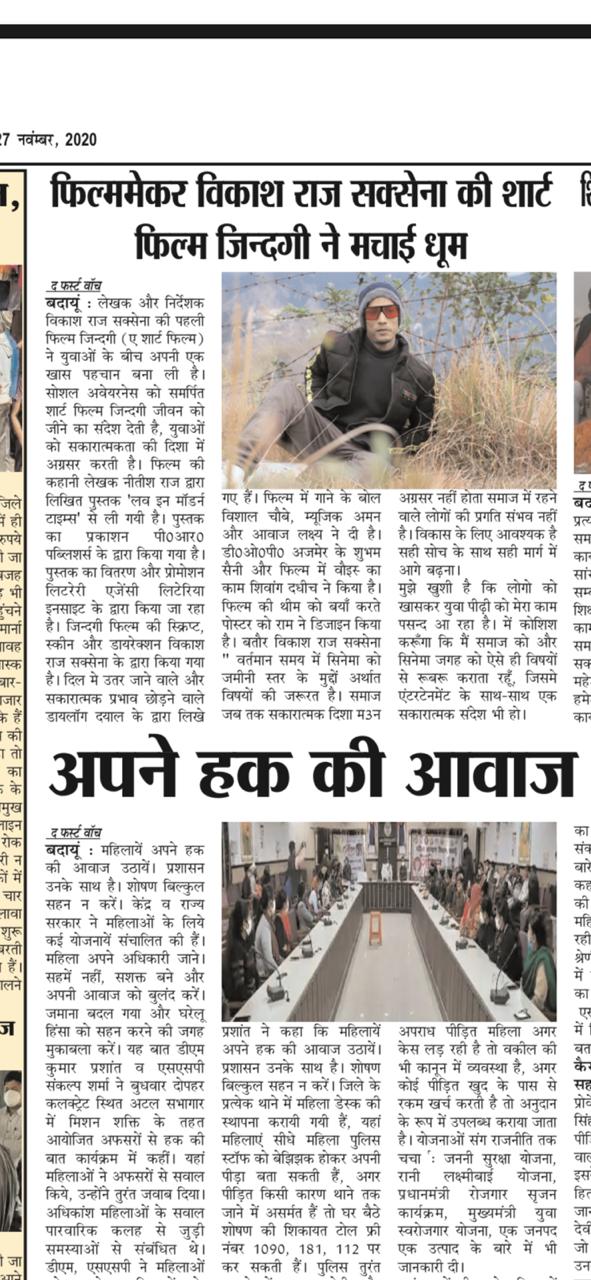 27 नवंम्बर, 2020
फिल्ममेकर विकाश राज सक्सेना की शार्ट
फिल्म जिन्दगी ने मचाई धूम
द फर्स्ट वॉच
बदायूं : लेखक और निर्देशक
विकाश राज सक्सेना की पहली
फिल्म जिन्दगी (ए शार्ट फिल्म)
ने युवाओं के बीच अपनी एक
खास पहचान बना ली है।
सोशल अवेयरनेस को समर्पित
शार्ट फिल्म जिन्दगी जीवन को
जीने का संदेश देती है, युवाओं
को सकारात्मकता की दिशा में
अग्रसर करती है। फिल्म की
कहानी लेखक नीतीश राज द्वारा
लिखित पुस्तक 'लव इन मॉडर्न
टाइम्स' से ली गयी है। पुस्तक
का प्रकाशन पी०आर०
पब्लिशर्स के द्वारा किया गया है।
पुस्तक का वितरण और प्रोमोशन
लिटरेरी एजेंसी लिटेरिया
इनसाइट के द्वारा किया जा रहा
है। जिन्दगी फिल्म की स्क्रिप्ट,
स्कीन और डायरेक्शन विकाश
राज सक्सेना के द्वारा किया गया
है। दिल मे उतर जाने वाले और
सकारात्मक प्रभाव छोड़ने वाले
डायलॉग दयाल के द्वारा लिखे
गए हैं। फिल्म में गाने के बोल
विशाल चौबे, म्यूजिक अमन
और आवाज लक्ष्य ने दी है।
डी०ओ०पी० अजमेर के शुभम
सैनी और फिल्म में वौइस का
काम शिवांग दधीच ने किया है।
फिल्म की थीम को बयाँ करते
पोस्टर को राम ने डिजाइन किया
है। बतौर विकाश राज सक्सेना
" वर्तमान समय में सिनेमा को
जमीनी स्तर के मुद्दों अर्थात
विषयों की जरूरत है। समाज
जब तक सकारात्मक दिशा म3न
अग्रसर नहीं होता समाज में रहने
वाले लोगों की प्रगति संभव नहीं
है। विकास के लिए आवश्यक है
सही सोच के साथ सही मार्ग में
आगे बढ़ना।
मुझे खुशी है कि लोगो को
खासकर युवा पीढ़ी को मेरा काम
पसन्द आ रहा है। में कोशिश
करूँगा कि मैं समाज को और
सिनेमा जगह को ऐसे ही विषयों
से रूबरू कराता रहूँ, जिसमे
एंटरटेनमेंट के साथ-साथ एक
सकारात्मक संदेश भी हो।
अपने हक की आवाज
द फर्स्ट वॉच
बदायूं : महिलायें अपने हक
की आवाज उठायें। प्रशासन
उनके साथ है। शोषण बिल्कुल
सहन न करें। केंद्र व राज्य
सरकार ने महिलाओं के लिये
कई योजनायें संचालित की हैं।
महिला अपने अधिकारी जाने।
सहमें नहीं, सशक्त बने और
अपनी आवाज को बुलंद करें।
जमाना बदल गया और घरेलू
हिंसा को सहन करने की जगह
मुकाबला करें। यह बात डीएम
कुमार प्रशांत व एसएसपी
संकल्प शर्मा ने बुधवार दोपहर
कलक्ट्रेट स्थित अटल सभागार
में मिशन शक्ति के तहत
आयोजित अफसरों से हक की
बात कार्यक्रम में कहीं। यहां
महिलाओं ने अफसरों से सवाल
किये, उन्होंने तुरंत जवाब दिया।
अधिकांश महिलाओं के सवाल
पारवारिक कलह से जुड़ी
समस्याओं से संबंधित थे।
डीएम, एसएसपी ने महिलाओं
प्रशांत ने कहा कि महिलायें
अपने हक की आवाज उठायें।
प्रशासन उनके साथ है। शोषण
बिल्कुल सहन न करें। जिले के
प्रत्येक थाने में महिला डेस्क की
स्थापना करायी गयी हैं, यहां
महिलाएं सीधे महिला पुलिस
स्टॉफ को बेझिझक होकर अपनी
पीड़ा बता सकती हैं, अगर
पीड़ित किसी कारण थाने तक
जाने में असमर्त हैं तो घर बैठे
शोषण की शिकायत टोल फ्री
नंबर 1090, 181, 112 पर
कर सकती हैं। पुलिस तुरंत
अपराध पीड़ित महिला अगर
केस लड़ रही है तो वकील की
भी कानून में व्यवस्था है, अगर
कोई पीड़ित खुद के पास से
रकम खर्च करती है तो अनुदान
के रूप में उपलब्ध कराया जाता
है। योजनाओं संग राजनीति तक
चचा र्: जननी सुरक्षा योजना,
रानी लक्ष्मीबाई योजना,
प्रधानमंत्री रोजगार सृजन
कार्यक्रम, मुख्यमंत्री युवा
स्वरोजगार योजना, एक जनपद
एक उत्पाद के बारे में भी
जानकारी दी।